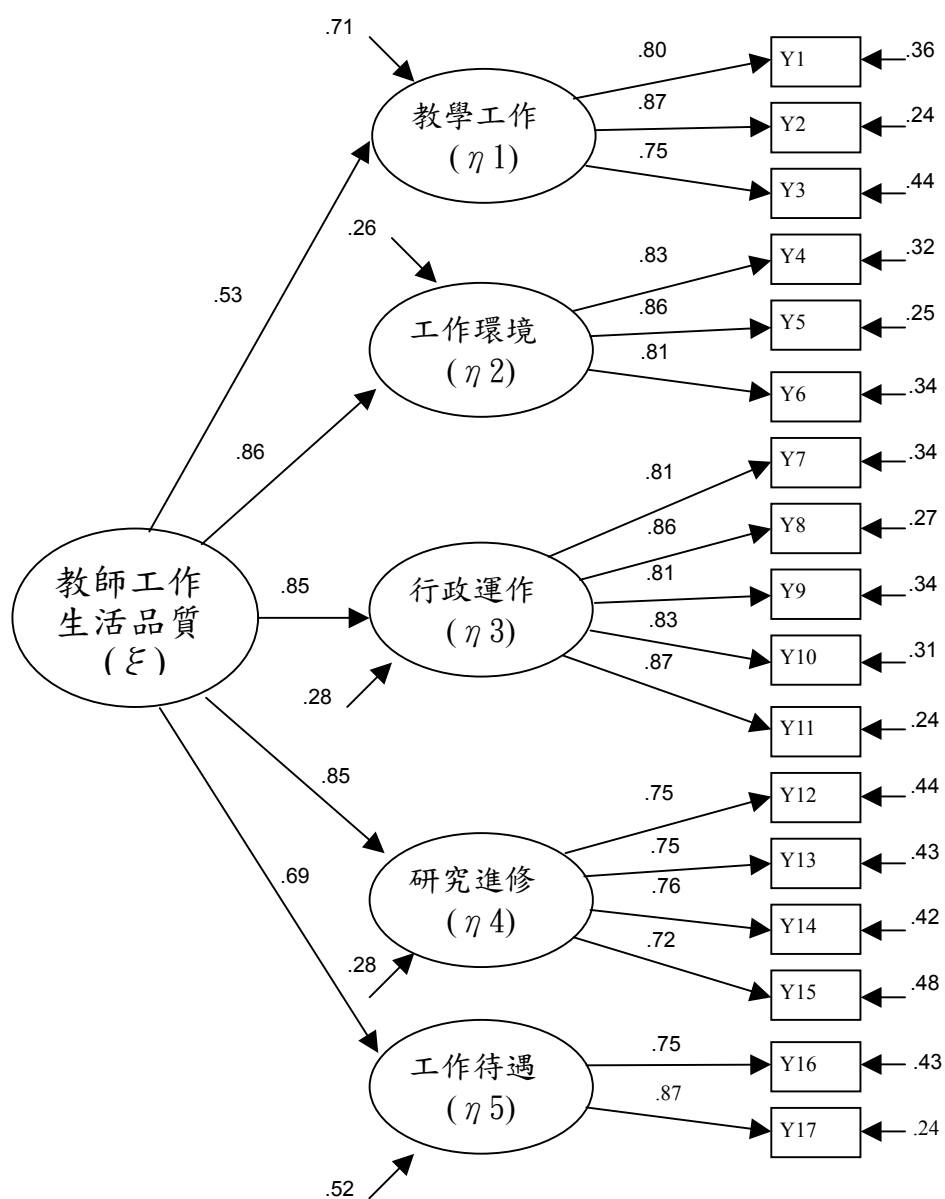 .71
.80
Y1
.36
教學工作
(η1)
.87
Y2
.24
.75
Y3
.44
.53
.26
.83
Y4
.32
工作環境
(η2)
.86
Y5
.25
.81
Y6
.34
.86
.81
Y7
.34
教師工作
生活品質
(ξ)
.85
行政運作
(η3)
.28
.86
Y8
.27
.81
Y9
.34
.83
Y10
.31
.87
Y11
.24
.85
研究進修
(η4)
.28
.75
Y12
.44
.75
Y13
.43
.76
Y14
.42
.72
Y15
.48
.69
工作待遇
(η5)
.52
.75
Y16
.43
.87
Y17
.24